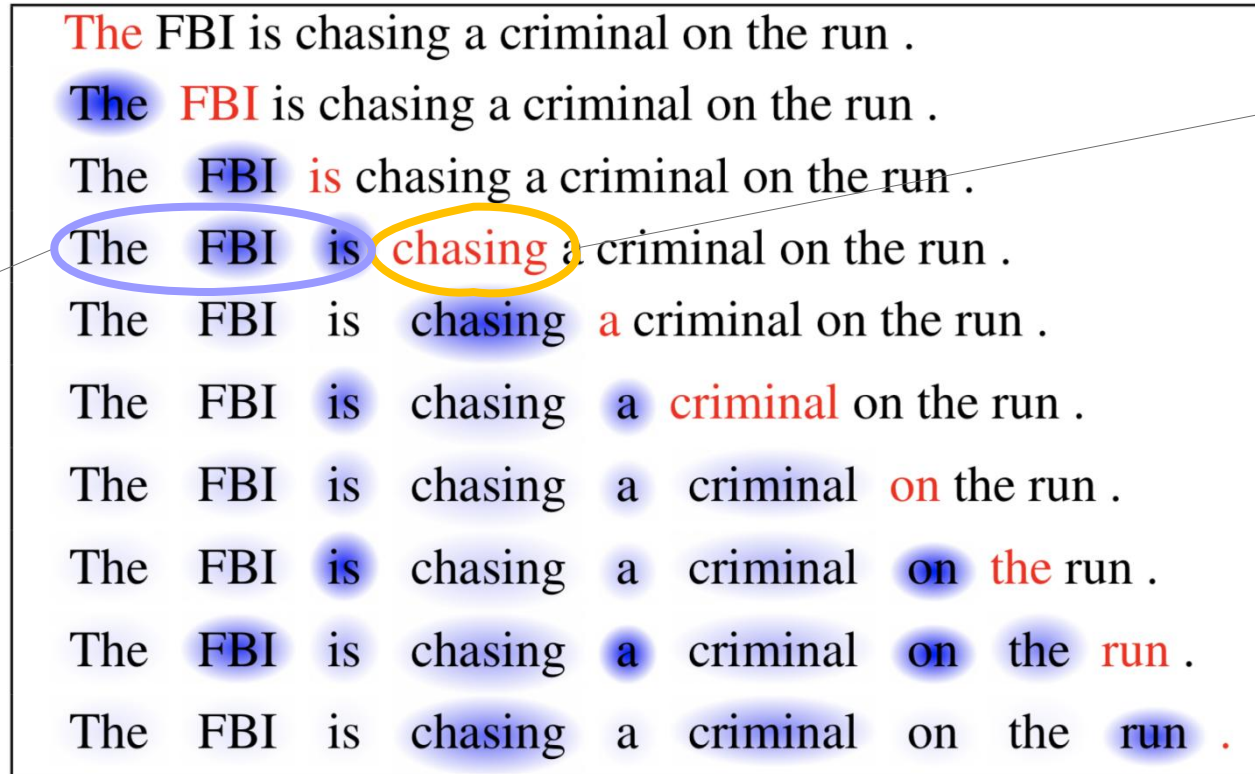 The FBI is chasing a criminal on the run .
The FBI is chasing a criminal on the run .
The FBI is chasing a criminal on the run .
The FBI is chasing a criminal on the run .
The FBI is chasing a criminal on the run .
The FBI is chasing a criminal on the run .
The FBI is chasing a criminal on the run .
The FBI is chasing a criminal on the run .
The FBI is chasing a criminal on the run .
The FBI is chasing a criminal on the run .